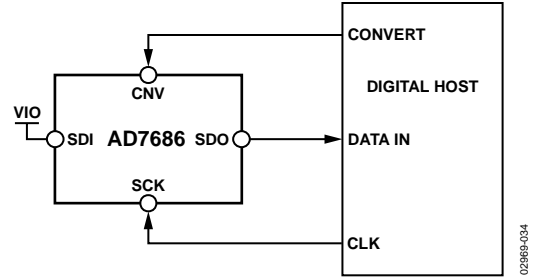 CONVERT
CNV
DIGITAL HOST
VIO
SDI AD7686 SDO
DATA IN
SCK
CLK
02969-034